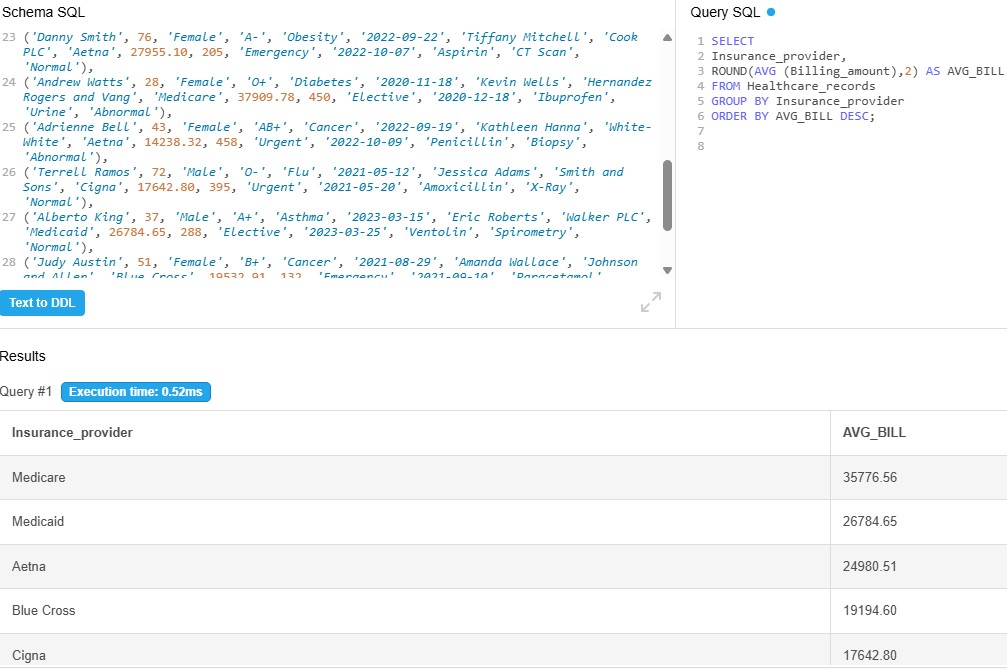 Schema SQL
23 ('Danny Smith', 76, 'Female', 'A-', 'Obesity', '2022-09-22', 'Tiffany Mitchell', 'Cook
PLC', 'Aetna', 27955.10, 205, 'Emergency', '2022-10-07', 'Aspirin', 'CT Scan',
'Normal'),
24 ('Andrew Watts', 28, 'Female', 'O+', 'Diabetes', '2020-11-18', 'Kevin Wells', 'Hernandez
Rogers and Vang', 'Medicare', 37909.78, 450, 'Elective', '2020-12-18', 'Ibuprofen',
'Urine', 'Abnormal'),
25 ('Adrienne Bell', 43, 'Female', 'AB+', 'Cancer', '2022-09-19', 'Kathleen Hanna', 'White-
White', 'Aetna', 14238.32, 458, 'Urgent', '2022-10-09', 'Penicillin', 'Biopsy',
'Abnormal'),
26 ('Terrell Ramos', 72, 'Male', 'O-', 'Flu', '2021-05-12', 'Jessica Adams', 'Smith and
Sons', 'Cigna', 17642.80, 395, 'Urgent', '2021-05-20', 'Amoxicillin', 'X-Ray',
'Normal'),
27 ('Alberto King', 37, 'Male', 'A+', 'Asthma', '2023-03-15', 'Eric Roberts', 'Walker PLC',
'Medicaid', 26784.65, 288, 'Elective', '2023-03-25', 'Ventolin', 'Spirometry',
'Normal'),
28 ('Judy Austin', 51, 'Female', 'B+', 'Cancer', '2021-08-29', 'Amanda Wallace', 'Johnson
and Allen', 'Blue Cross', 19532.91, 132, 'Emergency', '2021-09-10', 'Paracetamol',
Text to DDL
Query SQL
1 SELECT
2 Insurance_provider,
3 ROUND(AVG (Billing_amount),2) AS AVG_BILL
4 FROM Healthcare_records
5 GROUP BY Insurance_provider
6 ORDER BY AVG_BILL DESC;
7
8
Results
Query #1 Execution time: 0.52ms
Insurance_provider AVG_BILL
Medicare 35776.56
Medicaid 26784.65
Aetna 24980.51
Blue Cross 19194.60
Cigna 17642.80